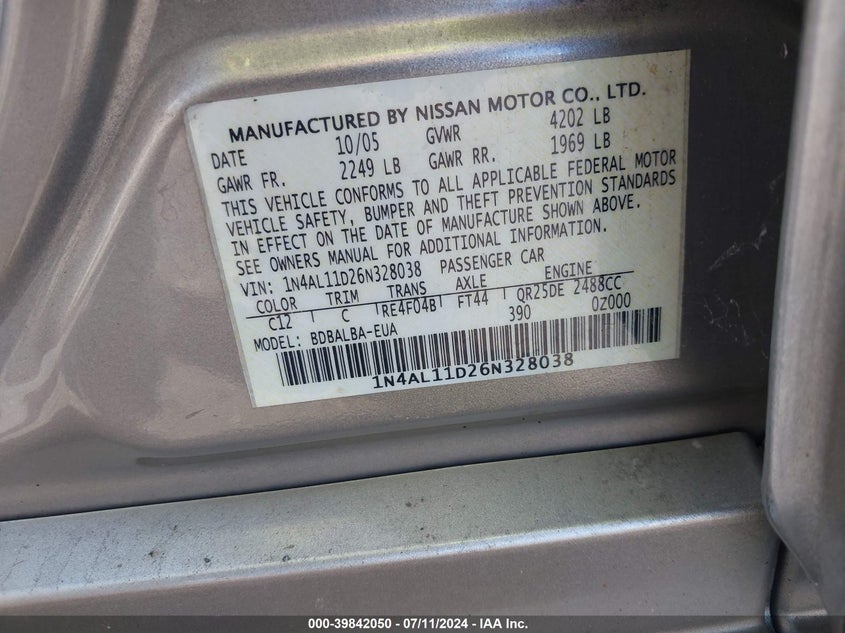 MANUFACTURED BY NISSAN MOTOR CO., LTD.
DATE 10/05 GVWR 4202 LB
GAWR FR. 2249 LB GAWR RR. 1969 LB
THIS VEHICLE CONFORMS TO ALL APPLICABLE FEDERAL MOTOR
VEHICLE SAFETY, BUMPER AND THEFT PREVENTION STANDARDS
IN EFFECT ON THE DATE OF MANUFACTURE SHOWN ABOVE.
SEE OWNERS MANUAL FOR ADDITIONAL INFORMATION.
VIN: 1N4AL11D26N328038 PASSENGER CAR
COLOR TRIM TRANS AXLE ENGINE
C12 C RE4F04B FT44 QR25DE 2488CC
MODEL: BDBALBA-EUA 390 0Z000
1N4AL11D26N328038
000-39842050 - 07/11/2024 - IAA Inc.